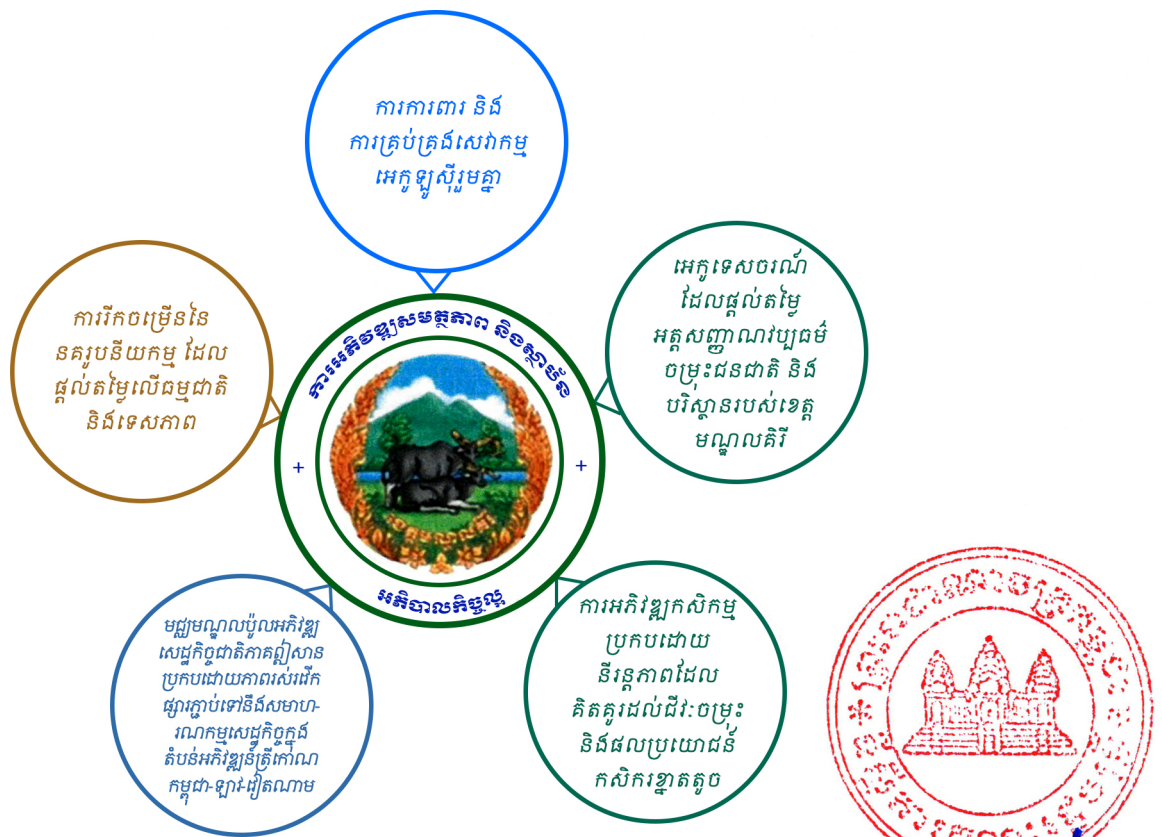 ការការពារ និង
ការគ្រប់គ្រងសេវាកម្ម
អេកូឡូស៊ីរួមគ្នា
អេកូទេសចរណ៍
ដែលផ្តល់តម្លៃ
អត្តសញ្ញាណវប្បធម៌
ចម្រុះជនជាតិ និង
បរិស្ថានរបស់ខេត្ត
មណ្ឌលគិរី
ការរីកចម្រើននៃ
នគរូបនីយកម្ម ដែល
ផ្តល់តម្លៃលើធម្មជាតិ
និងទេសភាព
ការអភិវឌ្ឍសមត្ថភាព និងស្ថាប័ន
+ +
ខេត្តមណ្ឌលគិរី
អភិបាលកិច្ចល្អ
មជ្ឈមណ្ឌលប៉ូលអភិវឌ្ឍ
សេដ្ឋកិច្ចជាតិភាគឦសាន
ប្រកបដោយភាពរស់រវើក
ផ្សារភ្ជាប់ទៅនឹងសមាហ-
រណកម្មសេដ្ឋកិច្ចក្នុង
តំបន់អភិវឌ្ឍន៍ត្រីកោណ
កម្ពុជា-ឡាវ-វៀតណាម
ការអភិវឌ្ឍកសិកម្ម
ប្រកបដោយ
និរន្តភាពដែល
គិតគូរដល់ជីវៈចម្រុះ
និងផលប្រយោជន៍
កសិករខ្នាតតូច